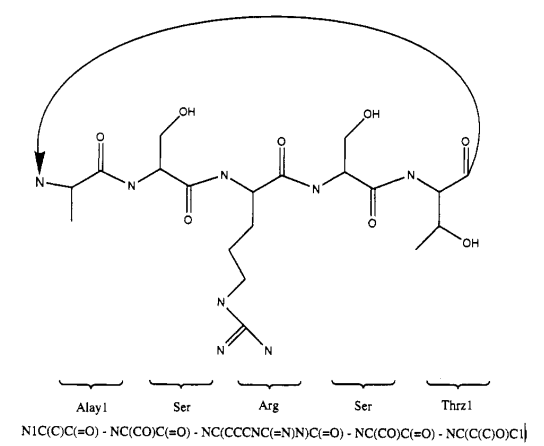 OH
OH
O
O
O
N
N
N
N
N
O
O
OH
N
N
N
Alay1 Ser Arg Ser Thrz1
N1C(C)C(=O) - NC(CO)C(=O) - NC(CCCNC(=N)N)C(=O) - NC(CO)C(=O) - NC(C(C)O)C1(=O)